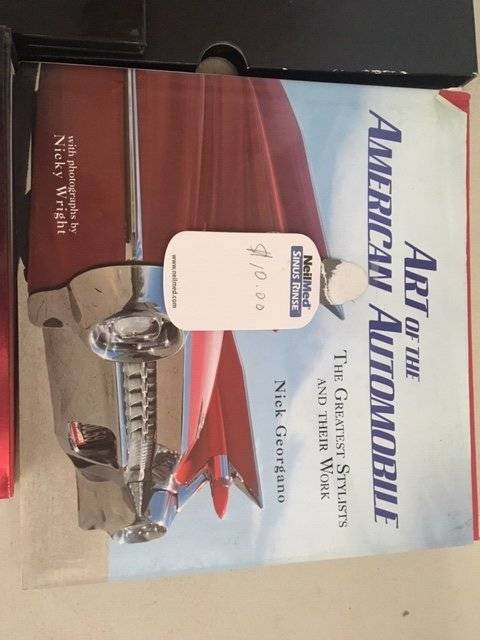 ART OF THE
AMERICAN AUTOMOBILE
THE GREATEST STYLISTS
AND THEIR WORK
Nick Georgano
NeilMed
SINUS RINSE
$10.00
www.neilmed.com
with photographs by
Nicky Wright